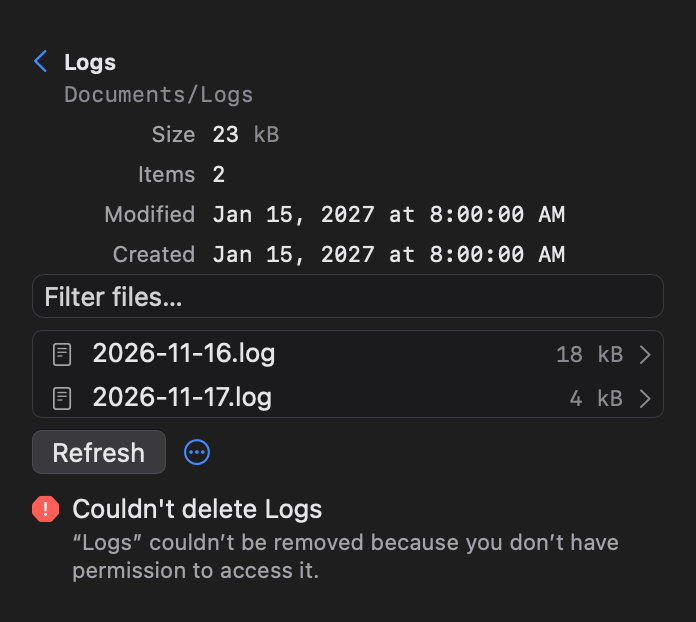 Logs
Documents/Logs
Size 23 kB
Items 2
Modified Jan 15, 2027 at 8:00:00 AM
Created Jan 15, 2027 at 8:00:00 AM
Filter files...
2026-11-16.log 18 kB
2026-11-17.log 4 kB
Refresh
Couldn't delete Logs
“Logs” couldn’t be removed because you don’t have
permission to access it.